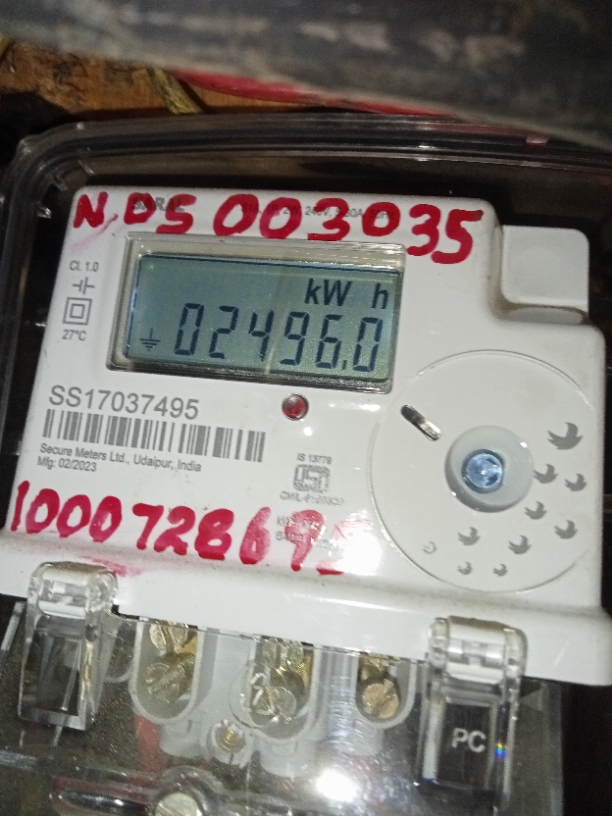 NDS 003035
Cl. 1.0
27°C
kW h
02496.0
SS17037495
Secure Meters Ltd., Udaipur, India
Mfg: 02/2023
IS 13779
100072869
PC